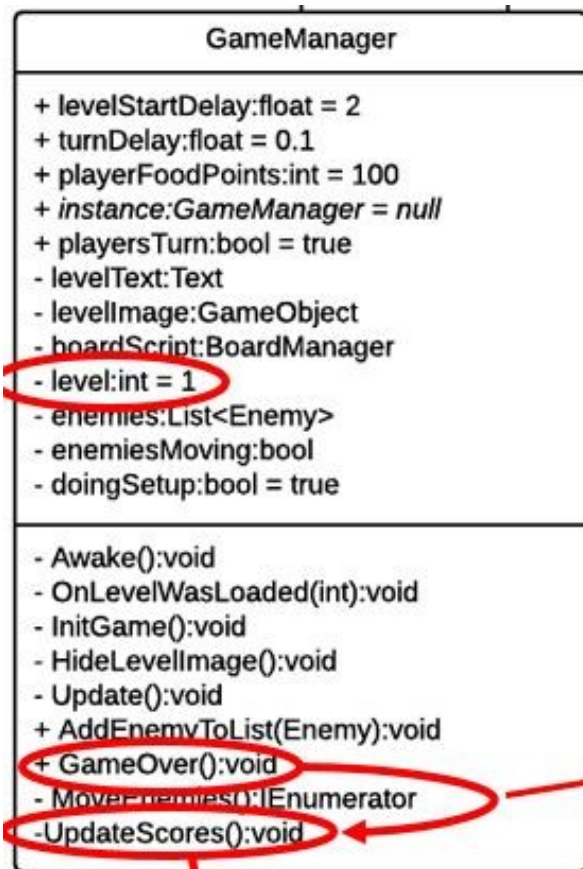 GameManager
+ levelStartDelay:float = 2
+ turnDelay:float = 0.1
+ playerFoodPoints:int = 100
+ instance:GameManager = null
+ playersTurn:bool = true
- levelText:Text
- levelImage:GameObject
- boardScript:BoardManager
- level:int = 1
- enemies:List<Enemy>
- enemiesMoving:bool
- doingSetup:bool = true
- Awake():void
- OnLevelWasLoaded(int):void
- InitGame():void
- HideLevelImage():void
- Update():void
+ AddEnemyToList(Enemy):void
+ GameOver():void
- MoveEnemies():IEnumerator
-UpdateScores():void